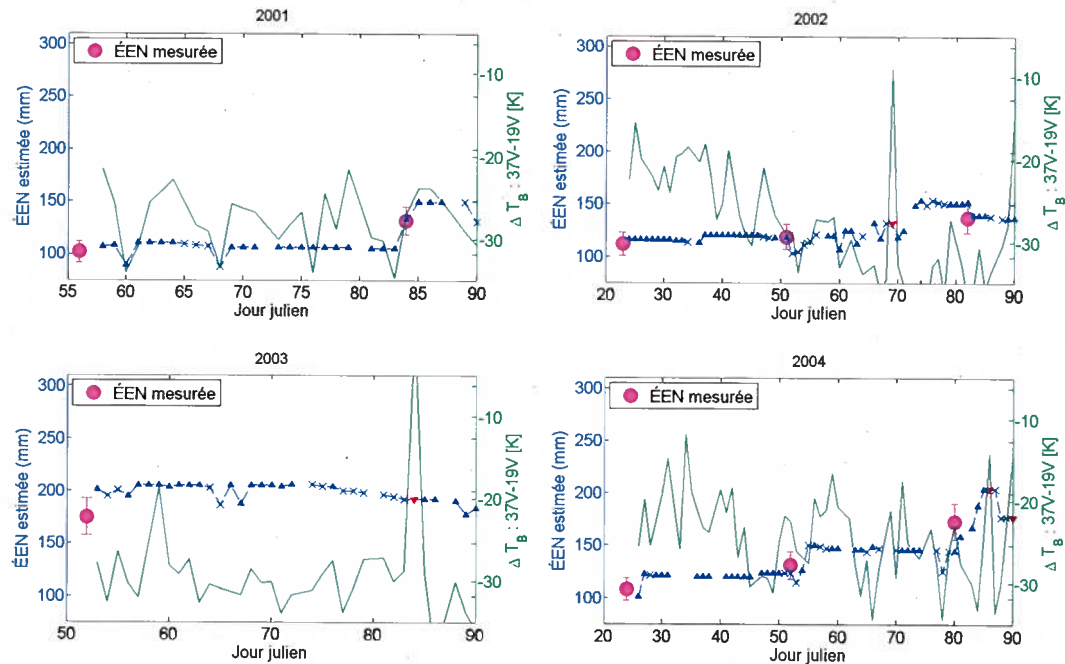 2001
ÉEN mesurée
300
250
200
150
100
ÉEN estimée (mm)
-10
-20
-30
Δ T_B : 37V-19V [K]
55 60 65 70 75 80 85 90
Jour julien
2002
ÉEN mesurée
300
250
200
150
100
ÉEN estimée (mm)
-10
-20
-30
Δ T_B : 37V-19V [K]
20 30 40 50 60 70 80 90
Jour julien
2003
ÉEN mesurée
300
250
200
150
100
ÉEN estimée (mm)
-10
-20
-30
Δ T_B : 37V-19V [K]
50 60 70 80 90
Jour julien
2004
ÉEN mesurée
300
250
200
150
100
ÉEN estimée (mm)
-10
-20
-30
Δ T_B : 37V-19V [K]
20 30 40 50 60 70 80 90
Jour julien